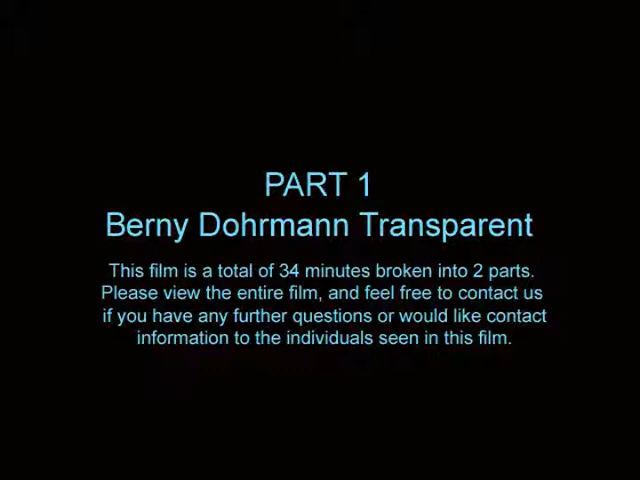 PART 1
Berny Dohrmann Transparent
This film is a total of 34 minutes broken into 2 parts.
Please view the entire film, and feel free to contact us
if you have any further questions or would like contact
information to the individuals seen in this film.